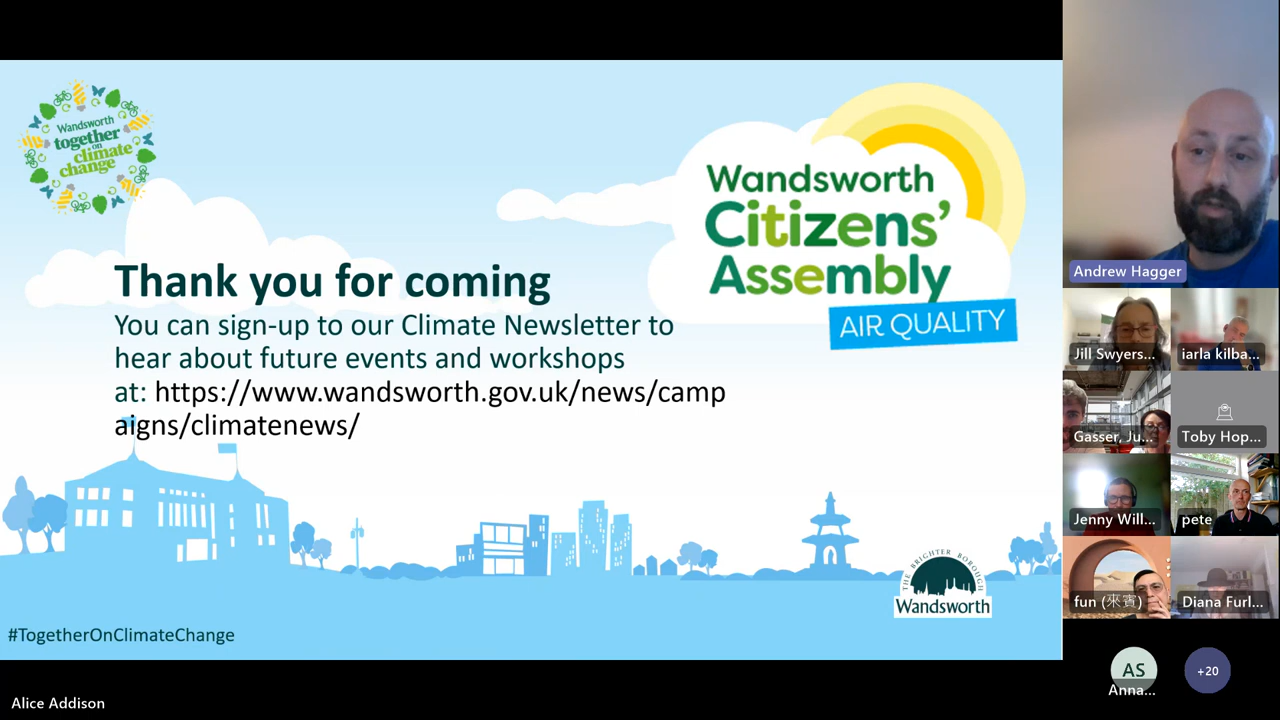 Wandsworth
together
on
climate
change
Wandsworth
Citizens'
Assembly
AIR QUALITY
Thank you for coming
You can sign-up to our Climate Newsletter to
hear about future events and workshops
at: https://www.wandsworth.gov.uk/news/camp
aigns/climatenews/
THE BRIGHTER BOROUGH
Wandsworth
#TogetherOnClimateChange
Alice Addison
Andrew Hagger
Jill Swyers...
iarla kilba...
Gasser, Ju...
Toby Hop...
Jenny Will...
pete
fun (來賓)
Diana Furl...
AS
Anna...
+20